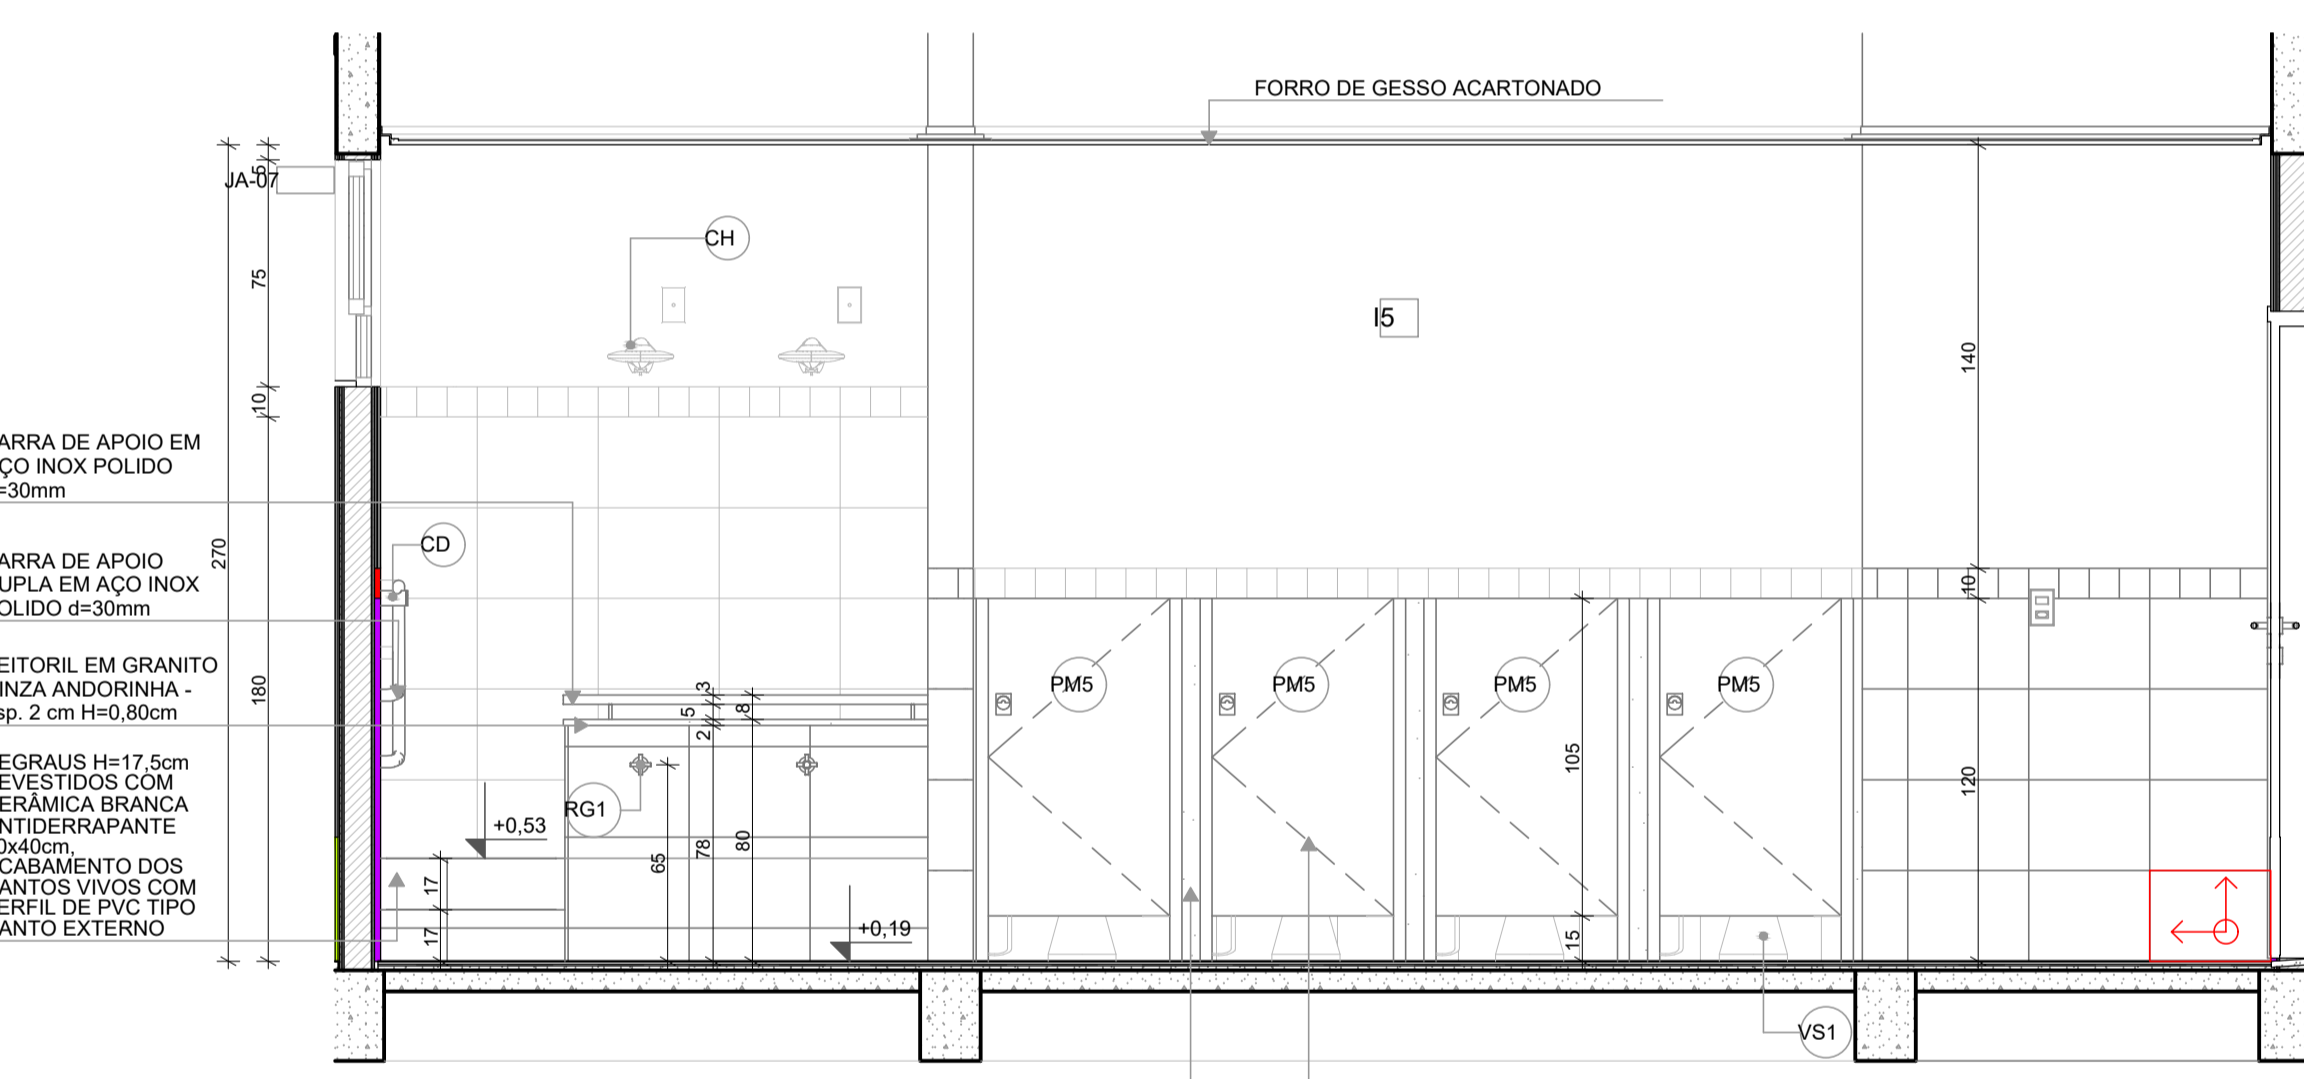 FORRO DE GESSO ACARTONADO
JA-07
5
75
10
270
180
CH
I5
140
10
120
ARRA DE APOIO EM
ÇO INOX POLIDO
=30mm
CD
ARRA DE APOIO
UPLA EM AÇO INOX
OLIDO d=30mm
EITORIL EM GRANITO
INZA ANDORINHA -
sp. 2 cm H=0,80cm
EGRAUS H=17,5cm
EVESTIDOS COM
ERÂMICA BRANCA
NTIDERRAPANTE
0x40cm,
CABAMENTO DOS
ANTOS VIVOS COM
ERFIL DE PVC TIPO
ANTO EXTERNO
3
5
8
2
PM5
PM5
PM5
PM5
RG1
+0,53
65
78
80
105
17
17
+0,19
15
VS1